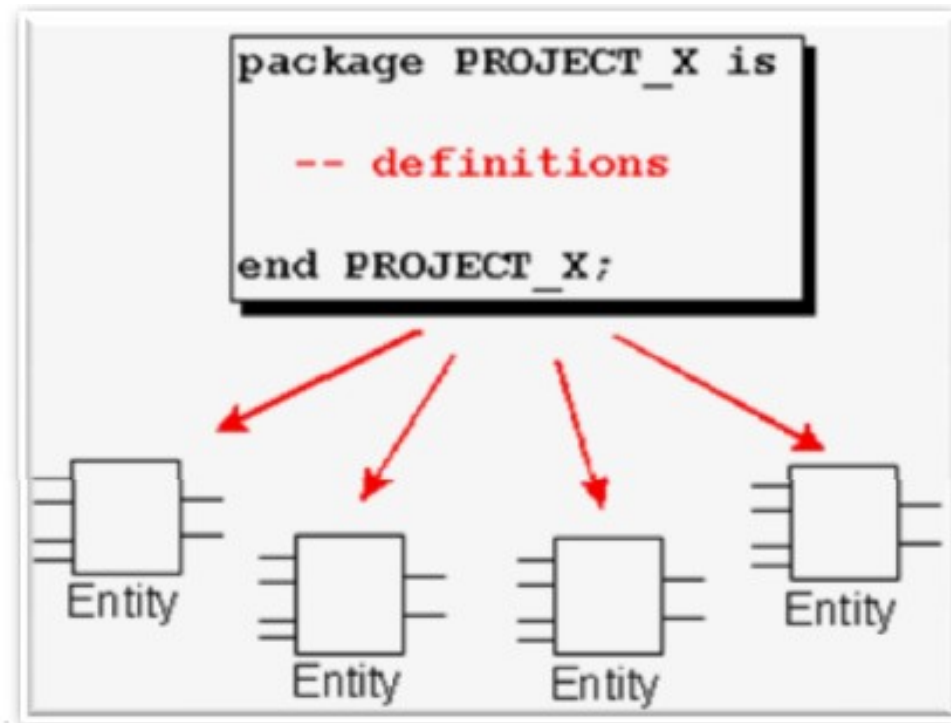 package PROJECT_X is
-- definitions
end PROJECT_X;
Entity
Entity
Entity
Entity